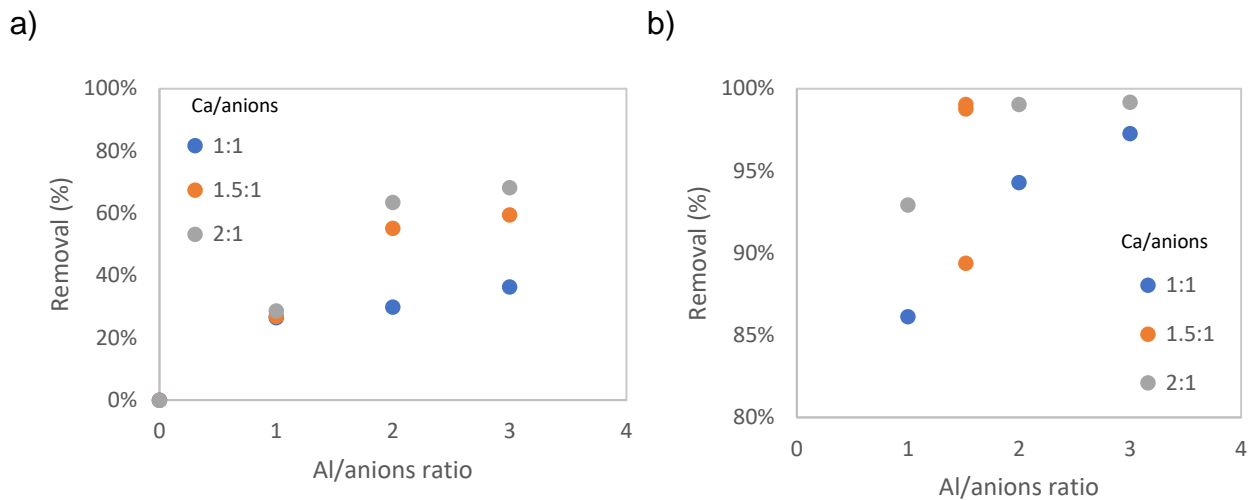 a)
100%
80%
60%
40%
20%
0%
Removal (%)
Ca/anions
1:1
1.5:1
2:1
0 1 2 3 4
Al/anions ratio
b)
100%
95%
90%
85%
80%
Removal (%)
Ca/anions
1:1
1.5:1
2:1
0 1 2 3 4
Al/anions ratio